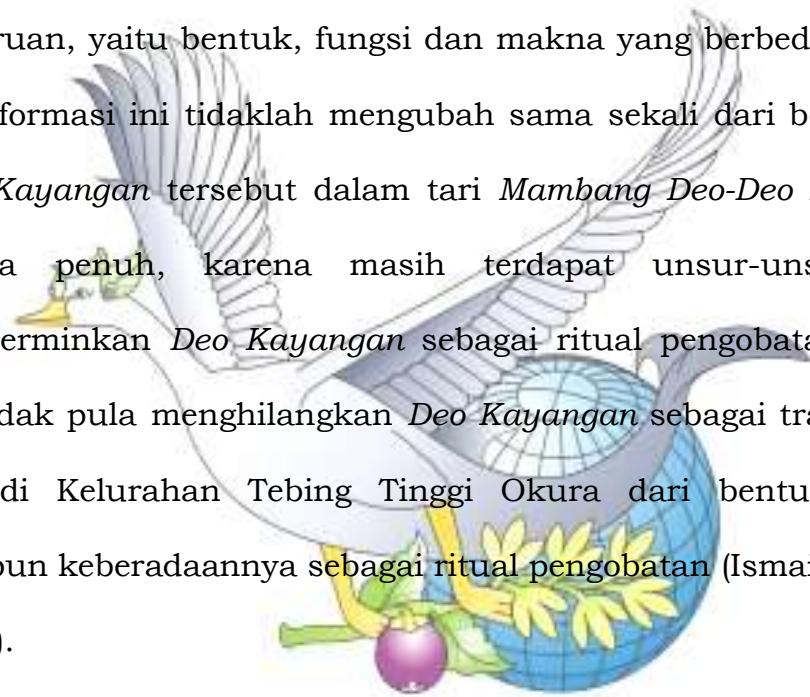 ruan, yaitu bentuk, fungsi dan makna yang berbed
formasi ini tidaklah mengubah sama sekali dari b
Kayangan tersebut dalam tari Mambang Deo-Deo
a penuh, karena masih terdapat unsur-uns
erminkan Deo Kayangan sebagai ritual pengobata
dak pula menghilangkan Deo Kayangan sebagai tra
di Kelurahan Tebing Tinggi Okura dari bentu
pun keberadaannya sebagai ritual pengobatan (Ismai
).